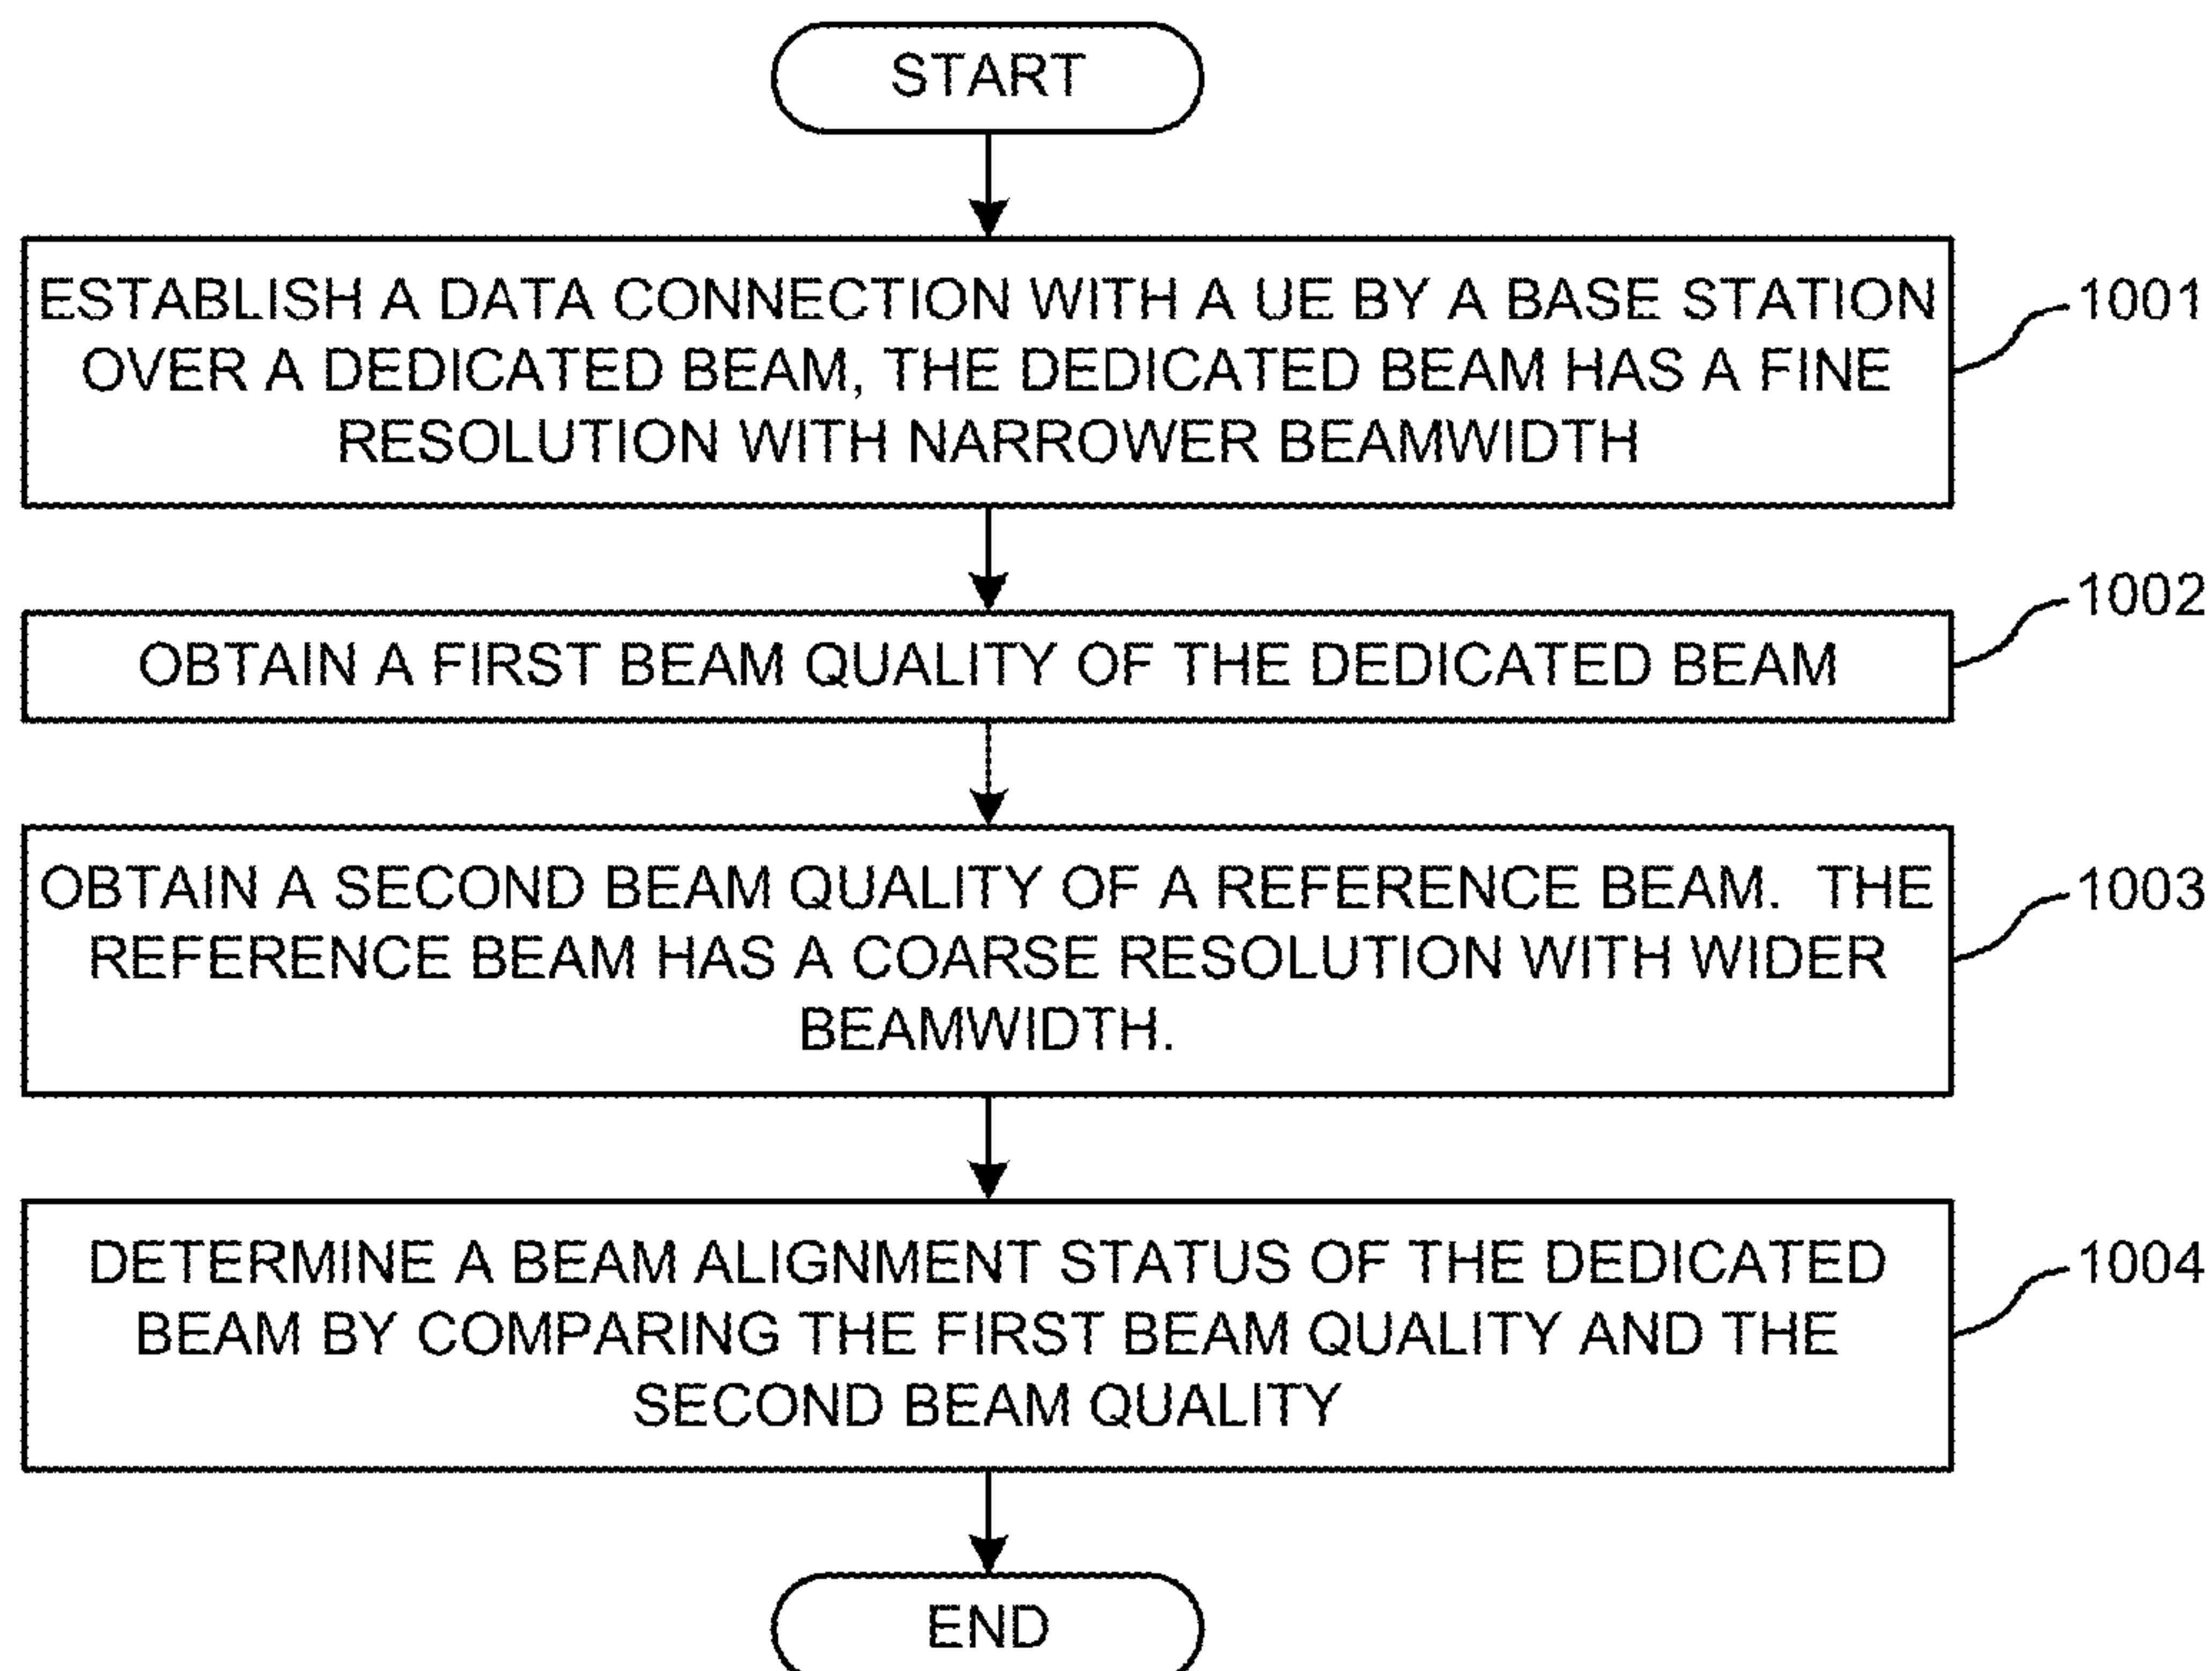 START
ESTABLISH A DATA CONNECTION WITH A UE BY A BASE STATION
OVER A DEDICATED BEAM, THE DEDICATED BEAM HAS A FINE
RESOLUTION WITH NARROWER BEAMWIDTH
1001
OBTAIN A FIRST BEAM QUALITY OF THE DEDICATED BEAM
1002
OBTAIN A SECOND BEAM QUALITY OF A REFERENCE BEAM. THE
REFERENCE BEAM HAS A COARSE RESOLUTION WITH WIDER
BEAMWIDTH.
1003
DETERMINE A BEAM ALIGNMENT STATUS OF THE DEDICATED
BEAM BY COMPARING THE FIRST BEAM QUALITY AND THE
SECOND BEAM QUALITY
1004
END